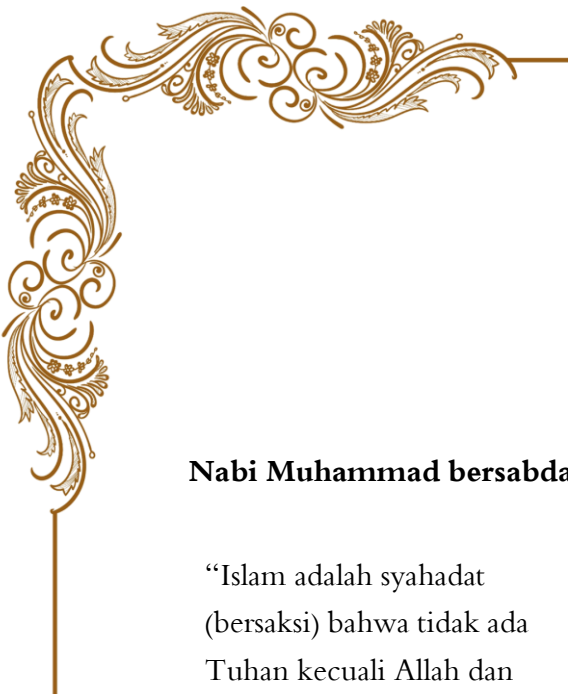 Nabi Muhammad bersabda
“Islam adalah syahadat
(bersaksi) bahwa tidak ada
Tuhan kecuali Allah dan